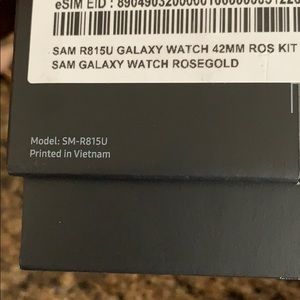 eSIM EID :
SAM R815U GALAXY WATCH 42MM ROS KIT
SAM GALAXY WATCH ROSEGOLD
Model: SM-R815U
Printed in Vietnam